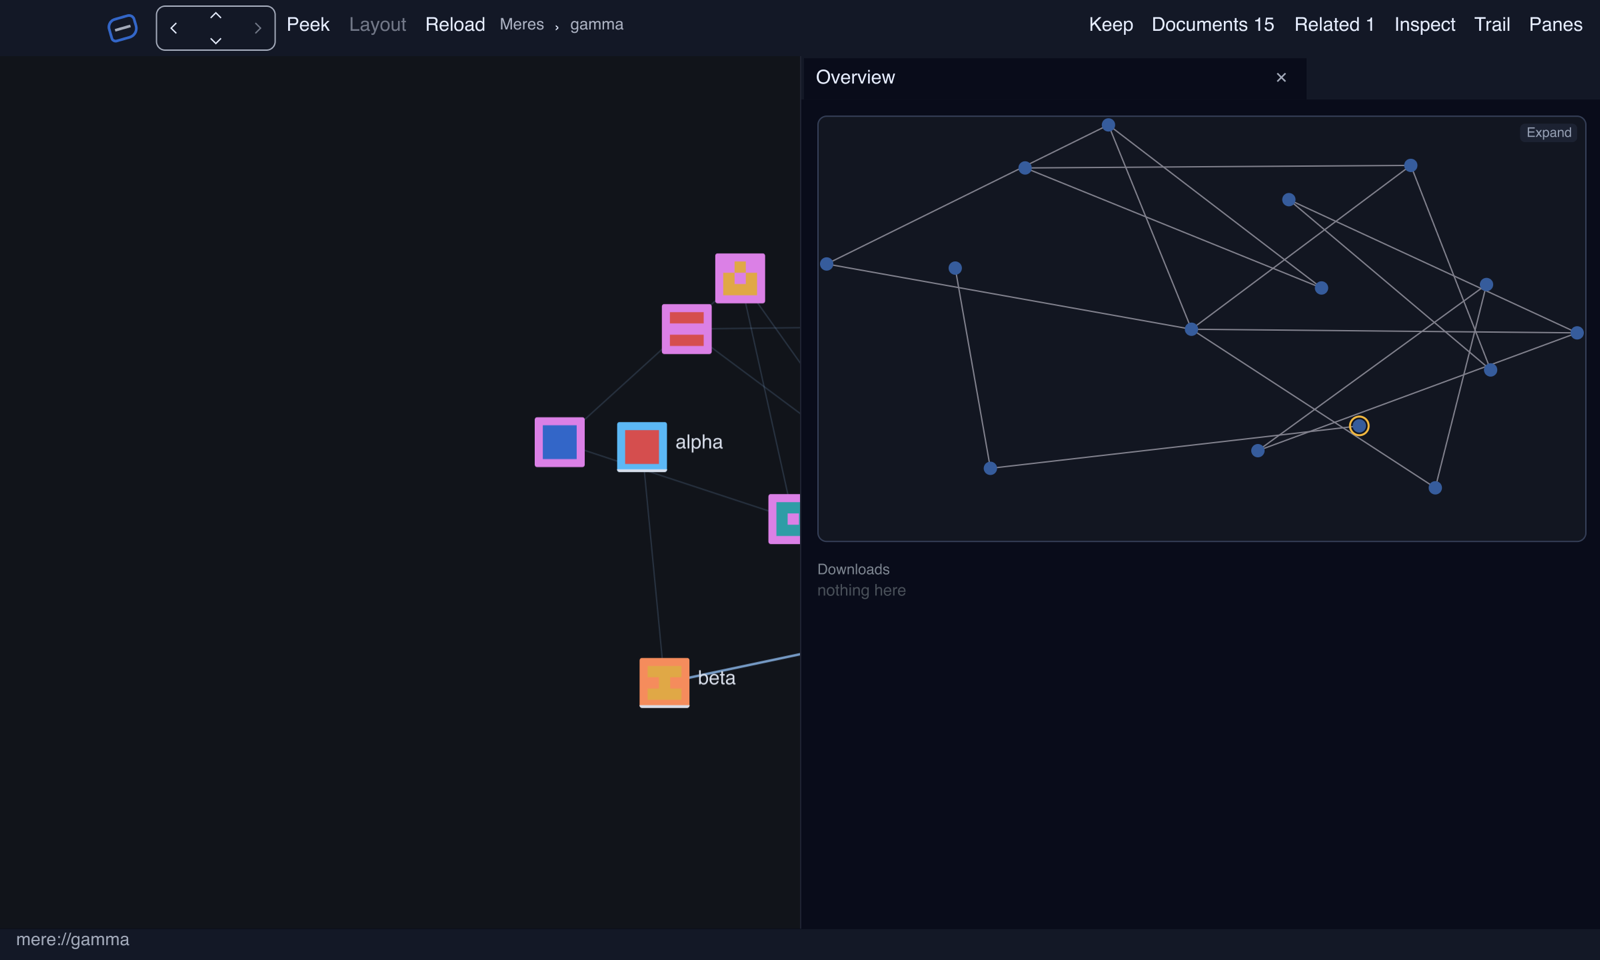 Peek Layout Reload Meres › gamma Keep Documents 15 Related 1 Inspect Trail Panes
Overview ×
Expand
alpha
beta
Downloads
nothing here
mere://gamma